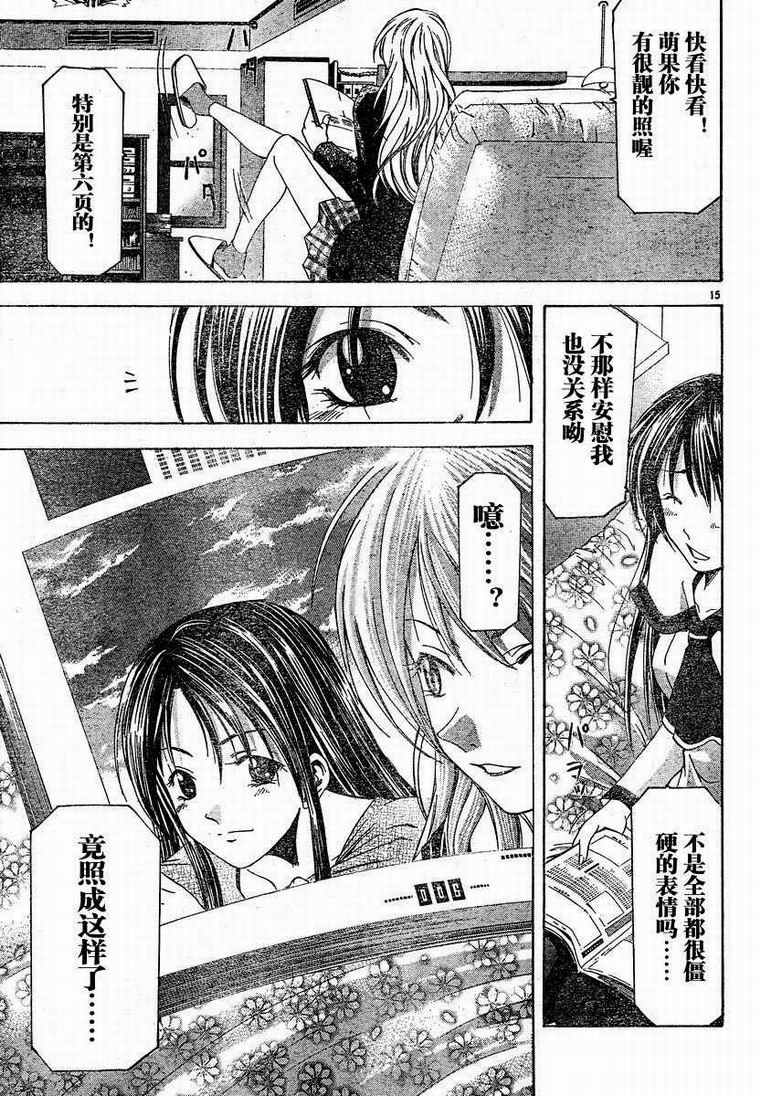 快看快看！
萌果你
有很靓的照喔
特别是第六页的！
15
不那样安慰我
也没关系呦
不是全部都很僵
硬的表情吗……
噫……？
竟照成这样了……